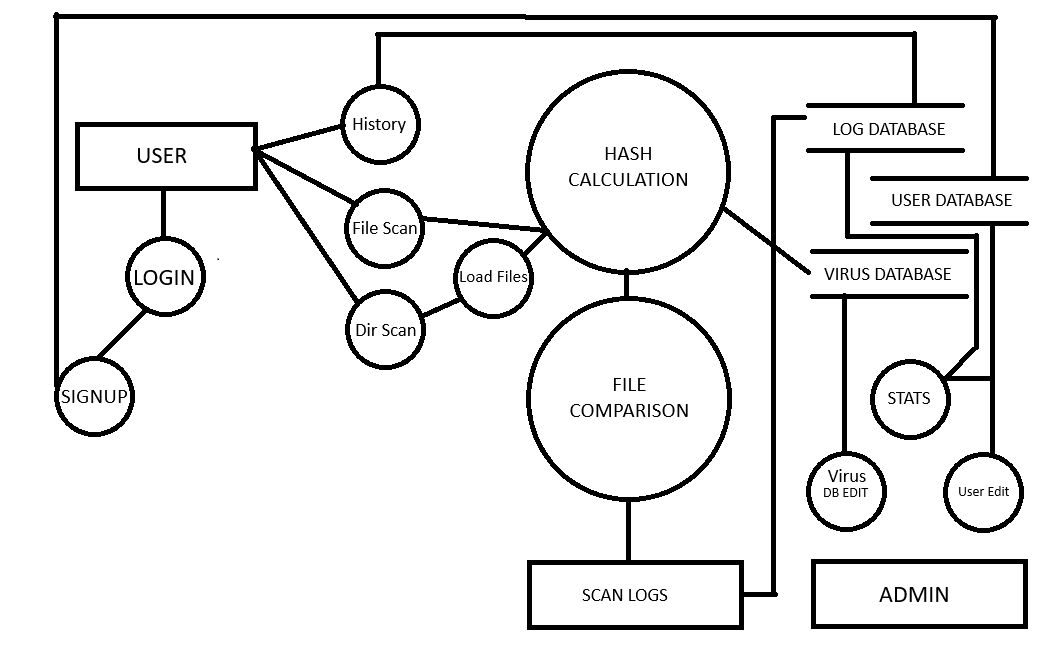 USER
History
File Scan
Dir Scan
Load Files
LOGIN
SIGNUP
HASH
CALCULATION
FILE
COMPARISON
SCAN LOGS
LOG DATABASE
USER DATABASE
VIRUS DATABASE
STATS
Virus
DB EDIT
User Edit
ADMIN